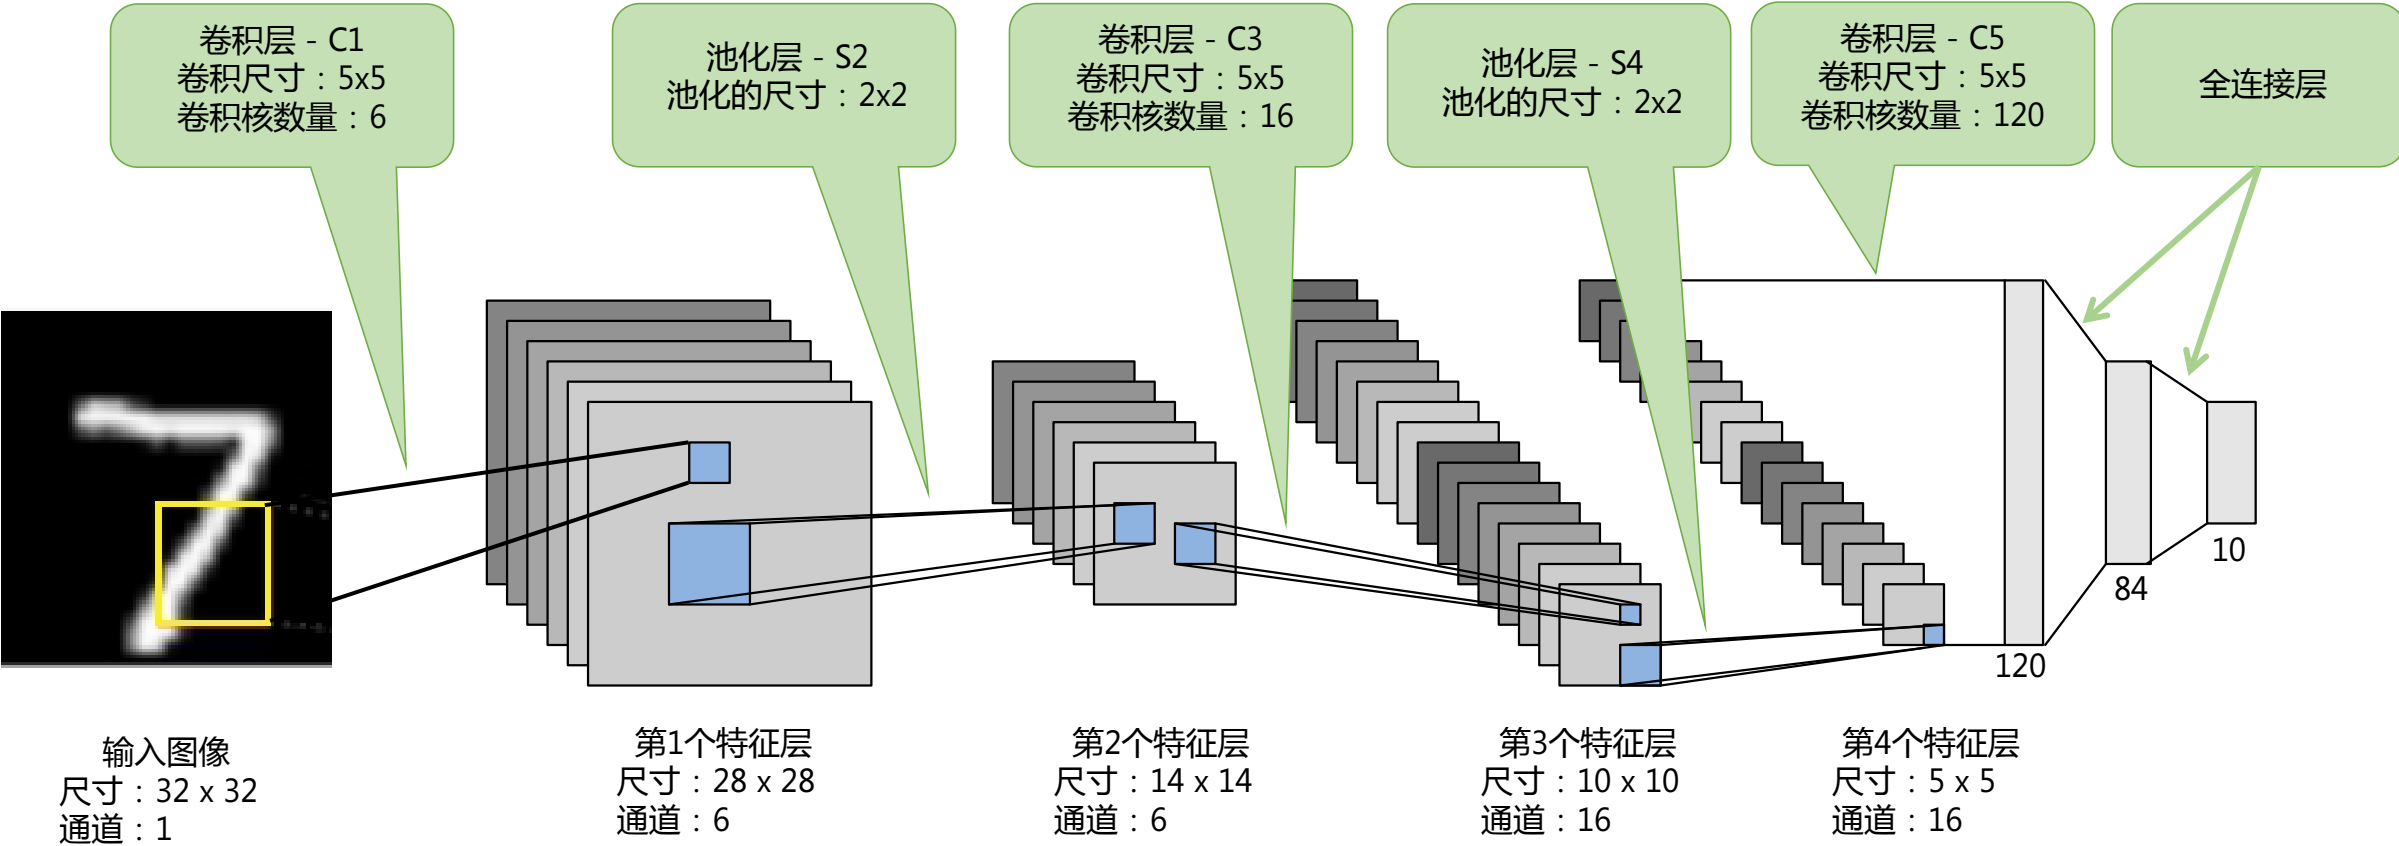 卷积层 - C1
卷积尺寸：5x5
卷积核数量：6
池化层 - S2
池化的尺寸：2x2
卷积层 - C3
卷积尺寸：5x5
卷积核数量：16
池化层 - S4
池化的尺寸：2x2
卷积层 - C5
卷积尺寸：5x5
卷积核数量：120
全连接层
120
84
10
输入图像
尺寸：32 x 32
通道：1
第1个特征层
尺寸：28 x 28
通道：6
第2个特征层
尺寸：14 x 14
通道：6
第3个特征层
尺寸：10 x 10
通道：16
第4个特征层
尺寸：5 x 5
通道：16